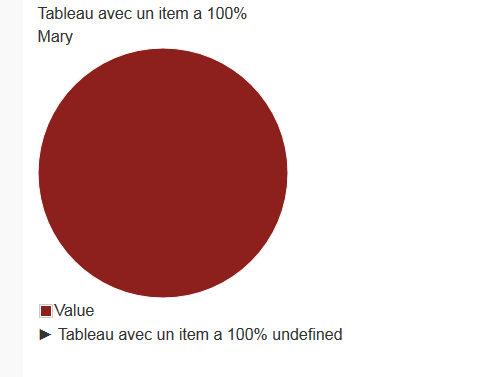 Tableau avec un item a 100%
Mary
Value
Tableau avec un item a 100% undefined